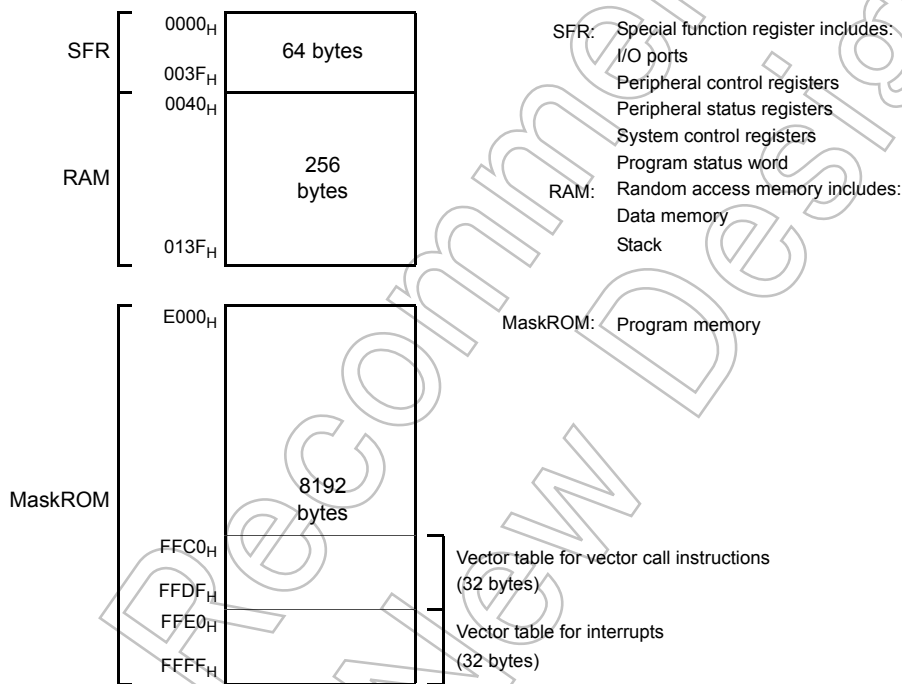 0000H
SFR
64 bytes
003FH
0040H
RAM
256
bytes
013FH
SFR: Special function register includes:
I/O ports
Peripheral control registers
Peripheral status registers
System control registers
Program status word
RAM: Random access memory includes:
Data memory
Stack
E000H
MaskROM: Program memory
MaskROM
8192
bytes
FFC0H
Vector table for vector call instructions
(32 bytes)
FFDFH
FFE0H
Vector table for interrupts
(32 bytes)
FFFFH
Recommen
New Desig